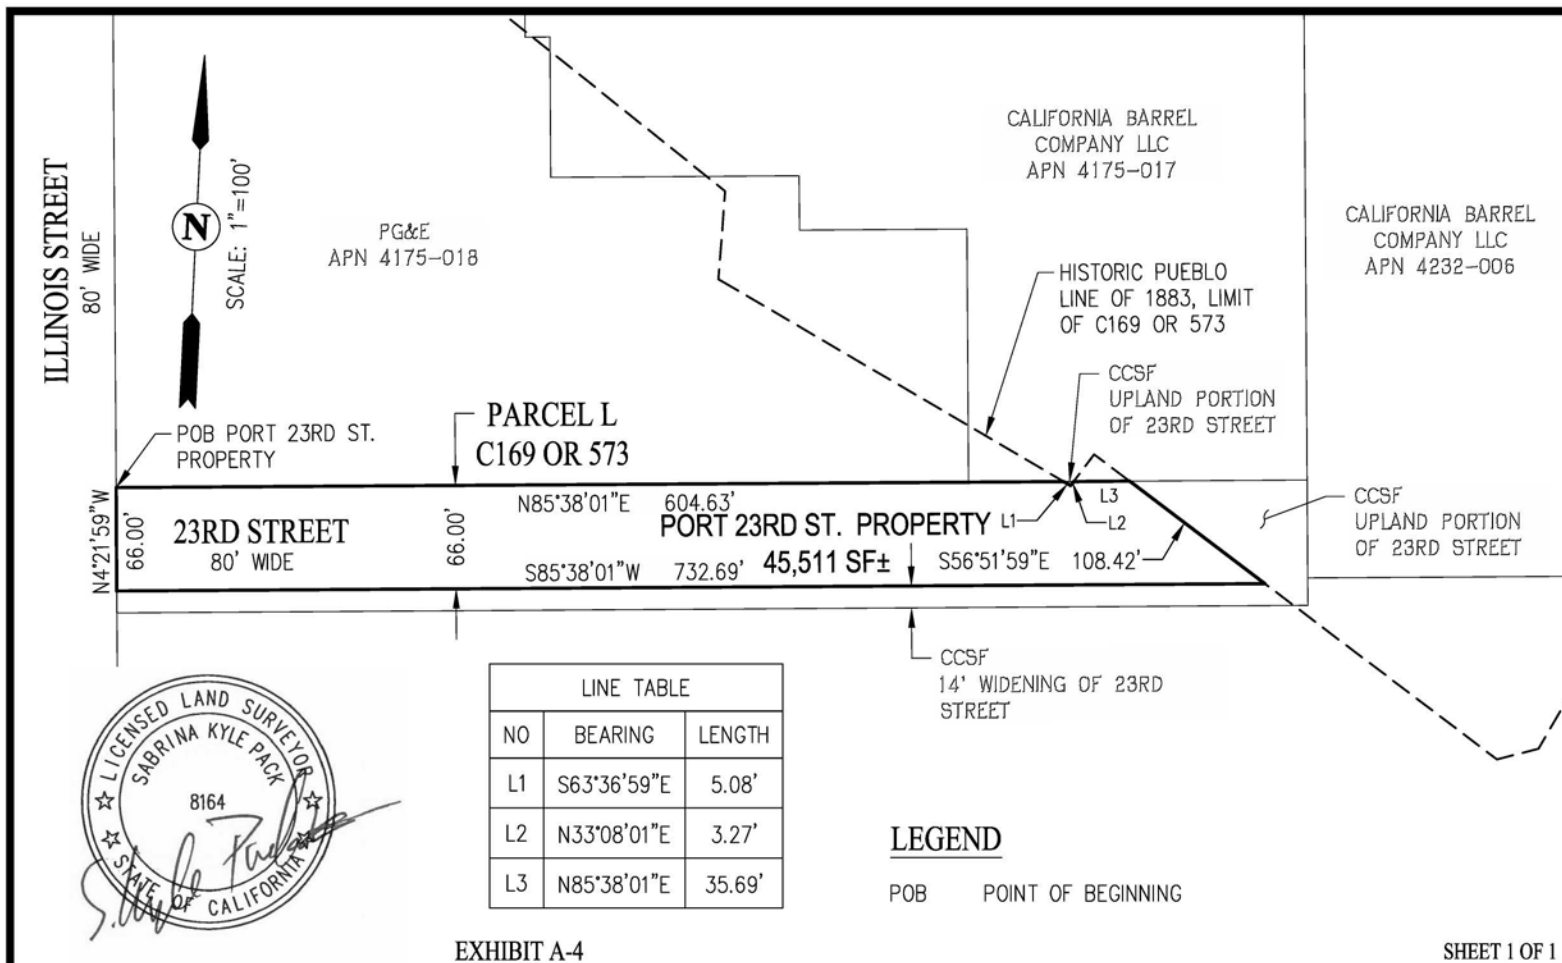 CALIFORNIA BARREL
COMPANY LLC
APN 4175-017
CALIFORNIA BARREL
COMPANY LLC
APN 4232-006
ILLINOIS STREET
80' WIDE
N
SCALE: 1"=100'
PG&E
APN 4175-018
HISTORIC PUEBLO
LINE OF 1883, LIMIT
OF C169 OR 573
CCSF
UPLAND PORTION
OF 23RD STREET
PARCEL L
C169 OR 573
POB PORT 23RD ST.
PROPERTY
N4°21'59"W
66.00'
23RD STREET
80' WIDE
66.00'
N85°38'01"E 604.63'
PORT 23RD ST. PROPERTY
45,511 SF±
S85°38'01"W 732.69'
L1
L2
L3
S56°51'59"E 108.42'
CCSF
UPLAND PORTION
OF 23RD STREET
CCSF
14' WIDENING OF 23RD
STREET
LICENSED LAND SURVEYOR
SABRINA KYLE PACK
8164
STATE OF CALIFORNIA
LINE TABLE
NO BEARING LENGTH
L1 S63°36'59"E 5.08'
L2 N33°08'01"E 3.27'
L3 N85°38'01"E 35.69'
LEGEND
POB POINT OF BEGINNING
EXHIBIT A-4
SHEET 1 OF 1